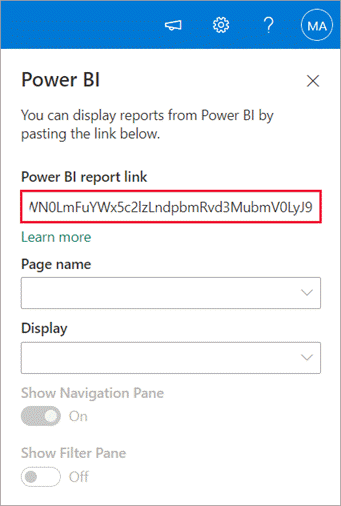 MA
Power BI
You can display reports from Power BI by
pasting the link below.
Power BI report link
WN0LmFuYWx5c2lzLndpbmRvd3MubmV0LyJ9
Learn more
Page name
Display
Show Navigation Pane
On
Show Filter Pane
Off